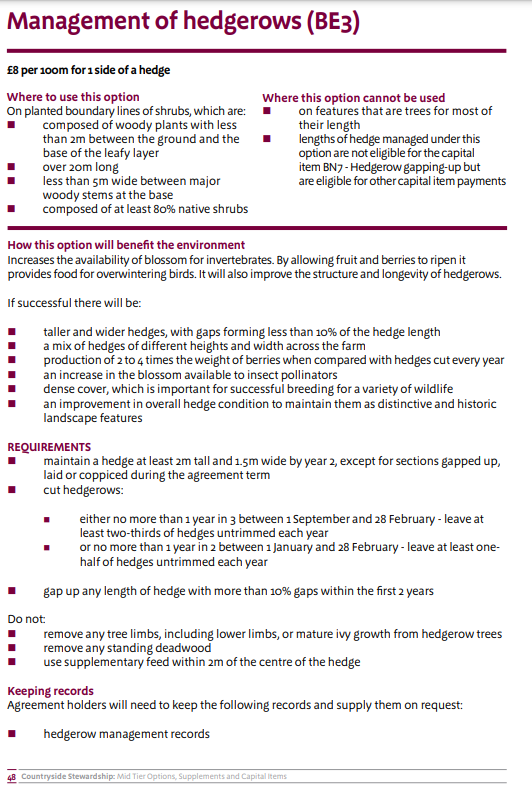 Management of hedgerows (BE3)
£8 per 100m for 1 side of a hedge
Where to use this option
On planted boundary lines of shrubs, which are:
■ composed of woody plants with less
than 2m between the ground and the
base of the leafy layer
■ over 20m long
■ less than 5m wide between major
woody stems at the base
■ composed of at least 80% native shrubs
Where this option cannot be used
■ on features that are trees for most of
their length
■ lengths of hedge managed under this
option are not eligible for the capital
item BN7 - Hedgerow gapping-up but
are eligible for other capital item payments
How this option will benefit the environment
Increases the availability of blossom for invertebrates. By allowing fruit and berries to ripen it
provides food for overwintering birds. It will also improve the structure and longevity of hedgerows.
If successful there will be:
■ taller and wider hedges, with gaps forming less than 10% of the hedge length
■ a mix of hedges of different heights and width across the farm
■ production of 2 to 4 times the weight of berries when compared with hedges cut every year
■ an increase in the blossom available to insect pollinators
■ dense cover, which is important for successful breeding for a variety of wildlife
■ an improvement in overall hedge condition to maintain them as distinctive and historic
landscape features
REQUIREMENTS
■ maintain a hedge at least 2m tall and 1.5m wide by year 2, except for sections gapped up,
laid or coppiced during the agreement term
■ cut hedgerows:
■ either no more than 1 year in 3 between 1 September and 28 February - leave at
least two-thirds of hedges untrimmed each year
■ or no more than 1 year in 2 between 1 January and 28 February - leave at least one-
half of hedges untrimmed each year
■ gap up any length of hedge with more than 10% gaps within the first 2 years
Do not:
■ remove any tree limbs, including lower limbs, or mature ivy growth from hedgerow trees
■ remove any standing deadwood
■ use supplementary feed within 2m of the centre of the hedge
Keeping records
Agreement holders will need to keep the following records and supply them on request:
■ hedgerow management records
48 Countryside Stewardship: Mid Tier Options, Supplements and Capital Items